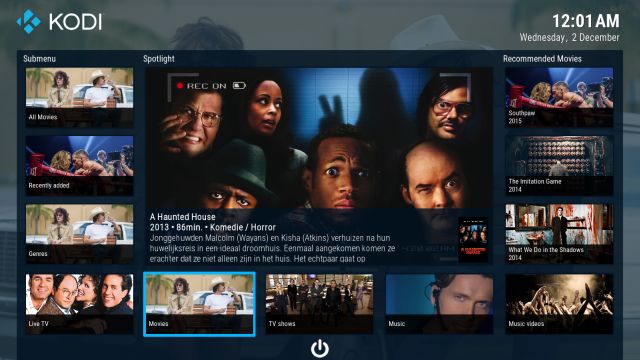 KODI
12:01 AM
Wednesday, 2 December
Submenu
Spotlight
Recommended Movies
All Movies
Recently added
Genres
Live TV
REC ON
A Haunted House
2013 • 86min. • Komedie / Horror
Jonggehuwden Malcolm (Wayans) en Kisha (Atkins) verhuizen na hun
huwelijksreis in een ideaal droomhuis. Eenmaal aangekomen komen ze
erachter dat ze niet alleen zijn in het huis. Het echtpaar gaat op
Southpaw
2015
The Imitation Game
2014
What We Do in the Shadows
2014
Movies
TV shows
Music
Music videos